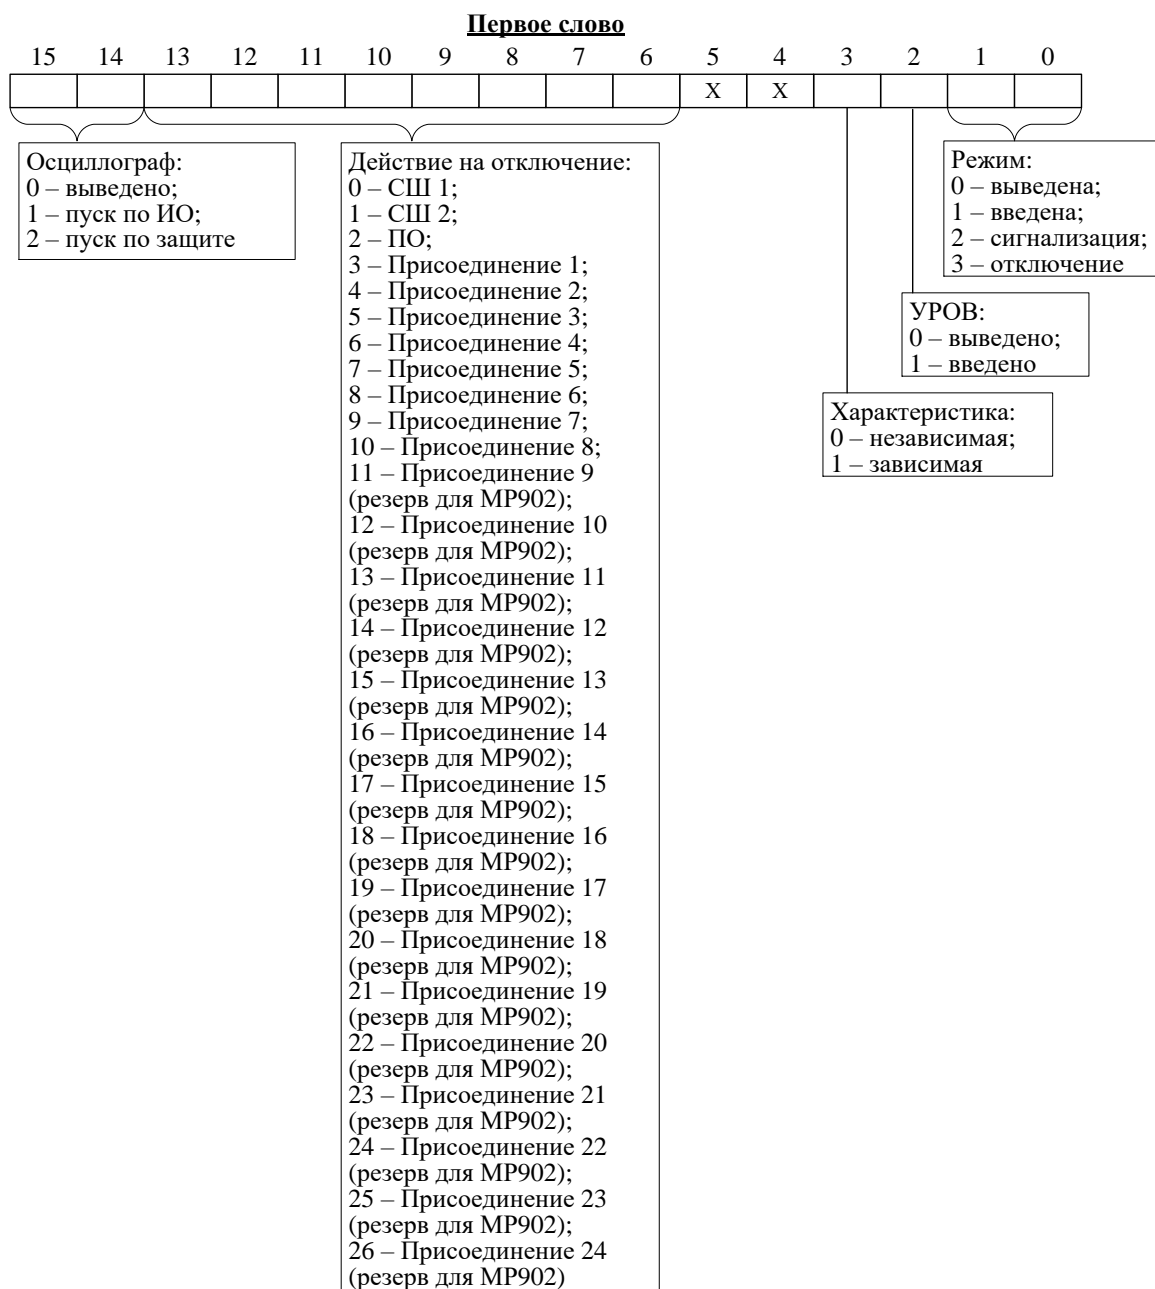 Первое слово
15 14 13 12 11 10 9 8 7 6 5 4 3 2 1 0
X X
Осциллограф:
0 – выведено;
1 – пуск по ИО;
2 – пуск по защите
Действие на отключение:
0 – СШ 1;
1 – СШ 2;
2 – ПО;
3 – Присоединение 1;
4 – Присоединение 2;
5 – Присоединение 3;
6 – Присоединение 4;
7 – Присоединение 5;
8 – Присоединение 6;
9 – Присоединение 7;
10 – Присоединение 8;
11 – Присоединение 9
(резерв для МР902);
12 – Присоединение 10
(резерв для МР902);
13 – Присоединение 11
(резерв для МР902);
14 – Присоединение 12
(резерв для МР902);
15 – Присоединение 13
(резерв для МР902);
16 – Присоединение 14
(резерв для МР902);
17 – Присоединение 15
(резерв для МР902);
18 – Присоединение 16
(резерв для МР902);
19 – Присоединение 17
(резерв для МР902);
20 – Присоединение 18
(резерв для МР902);
21 – Присоединение 19
(резерв для МР902);
22 – Присоединение 20
(резерв для МР902);
23 – Присоединение 21
(резерв для МР902);
24 – Присоединение 22
(резерв для МР902);
25 – Присоединение 23
(резерв для МР902);
26 – Присоединение 24
(резерв для МР902)
Режим:
0 – выведена;
1 – введена;
2 – сигнализация;
3 – отключение
УРОВ:
0 – выведено;
1 – введено
Характеристика:
0 – независимая;
1 – зависимая